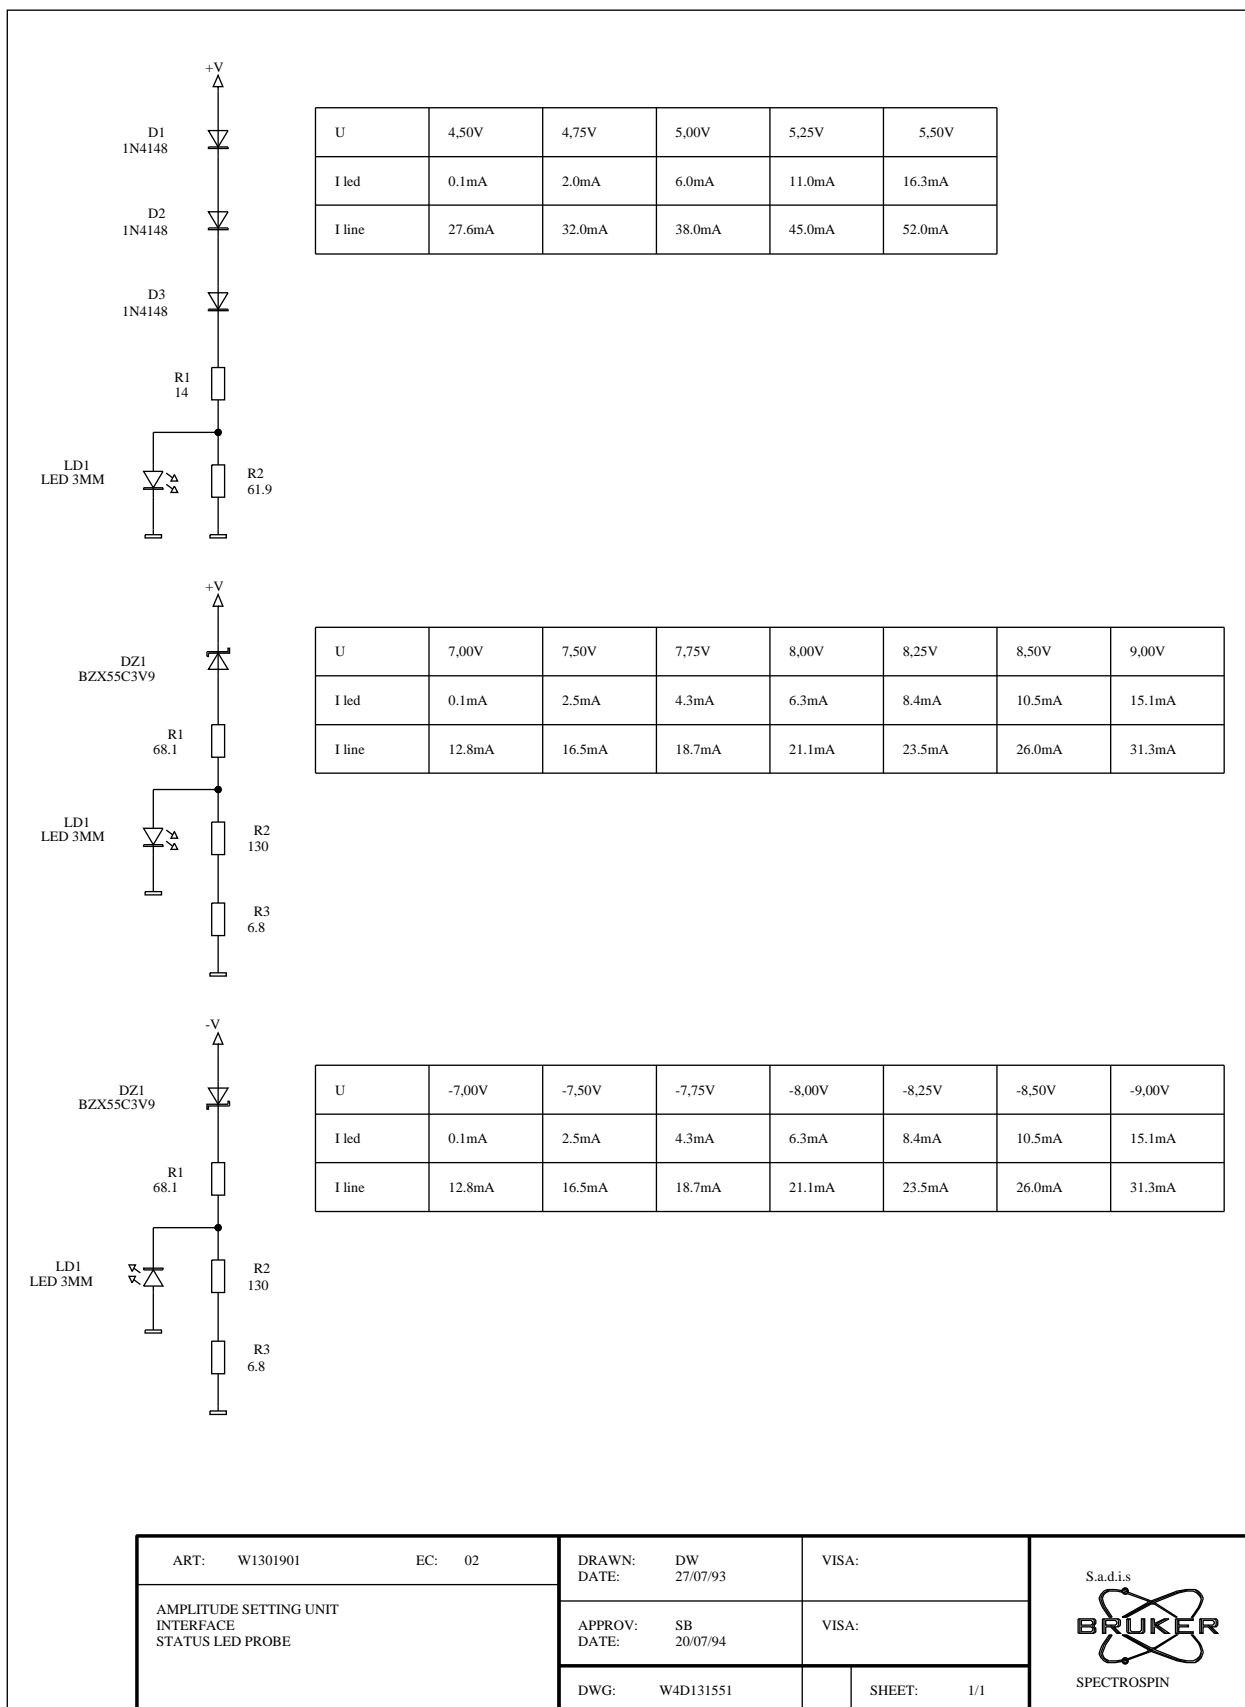 +V
D1
1N4148
D2
1N4148
D3
1N4148
R1
14
LD1
LED 3MM
R2
61.9
U 4,50V 4,75V 5,00V 5,25V 5,50V
I led 0.1mA 2.0mA 6.0mA 11.0mA 16.3mA
I line 27.6mA 32.0mA 38.0mA 45.0mA 52.0mA
+V
DZ1
BZX55C3V9
R1
68.1
LD1
LED 3MM
R2
130
R3
6.8
U 7,00V 7,50V 7,75V 8,00V 8,25V 8,50V 9,00V
I led 0.1mA 2.5mA 4.3mA 6.3mA 8.4mA 10.5mA 15.1mA
I line 12.8mA 16.5mA 18.7mA 21.1mA 23.5mA 26.0mA 31.3mA
-V
DZ1
BZX55C3V9
R1
68.1
LD1
LED 3MM
R2
130
R3
6.8
U -7,00V -7,50V -7,75V -8,00V -8,25V -8,50V -9,00V
I led 0.1mA 2.5mA 4.3mA 6.3mA 8.4mA 10.5mA 15.1mA
I line 12.8mA 16.5mA 18.7mA 21.1mA 23.5mA 26.0mA 31.3mA
ART: W1301901 EC: 02
AMPLITUDE SETTING UNIT
INTERFACE
STATUS LED PROBE
DRAWN: DW
DATE: 27/07/93
VISA:
APPROV: SB
DATE: 20/07/94
VISA:
DWG: W4D131551
SHEET: 1/1
S.a.d.i.s
BRUKER
SPECTROSPIN